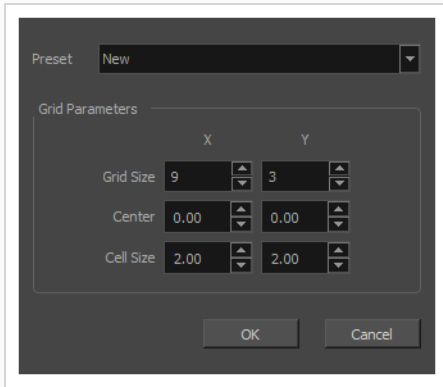 Preset New
Grid Parameters
X Y
Grid Size 9 3
Center 0.00 0.00
Cell Size 2.00 2.00
OK Cancel